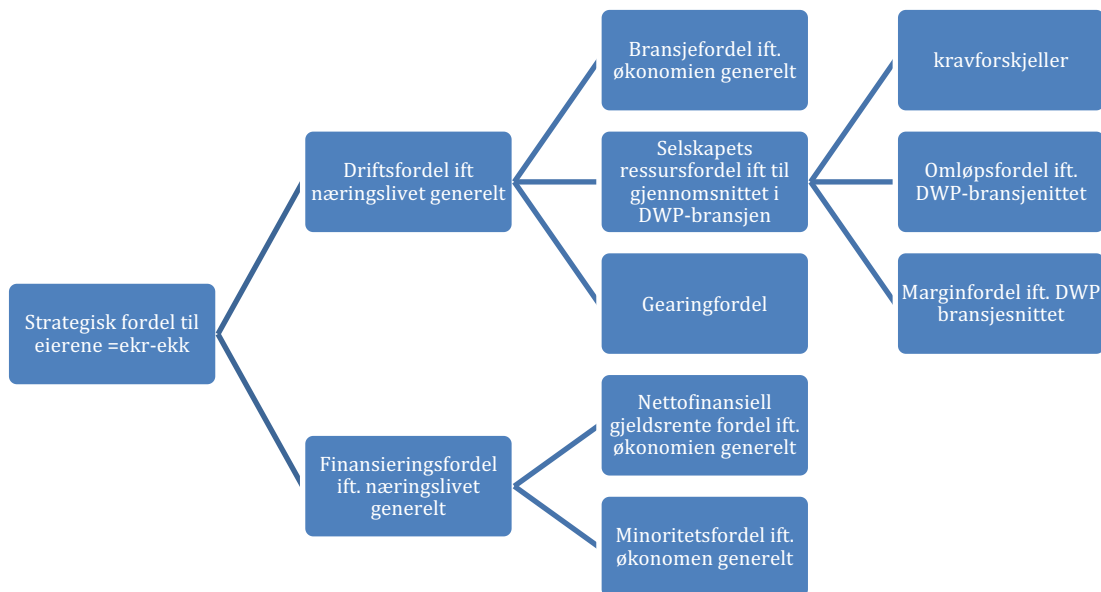 Strategisk fordel til
eierene =ekr-ekk
Driftsfordel ift
næringslivet generelt
Bransjefordel ift.
økonomien generelt
Selskapets
ressursfordel ift til
gjennomsnittet i
DWP-bransjen
kravforskjeller
Omløpsfordel ift.
DWP-bransjenittet
Marginfordel ift. DWP
bransjesnittet
Gearingfordel
Finansieringsfordel
ift. næringslivet
generelt
Nettofinansiell
gjeldsrente fordel ift.
økonomien generelt
Minoritetsfordel ift.
økonomen generelt